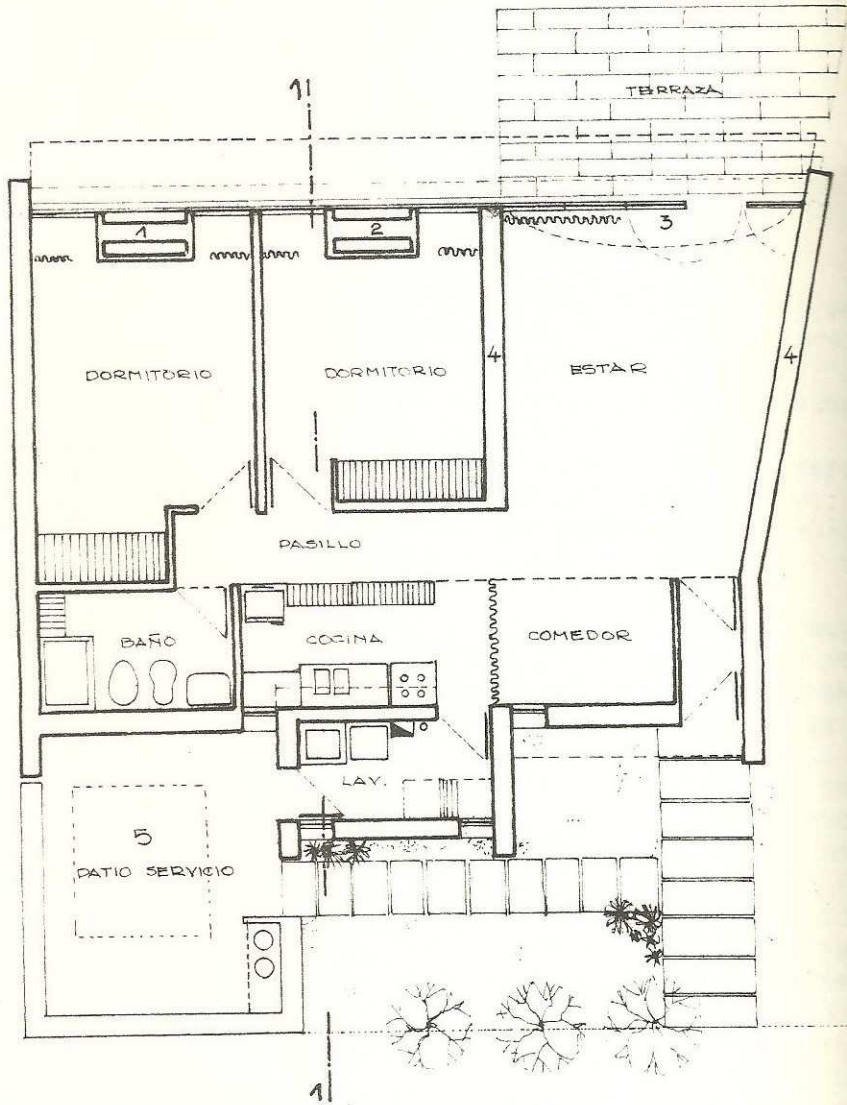 TERRAZA
1
1
2
3
DORMITORIO
DORMITORIO
4
ESTAR
4
PASILLO
BAÑO
COCINA
COMEDOR
LAV.
5
PATIO SERVICIO
1